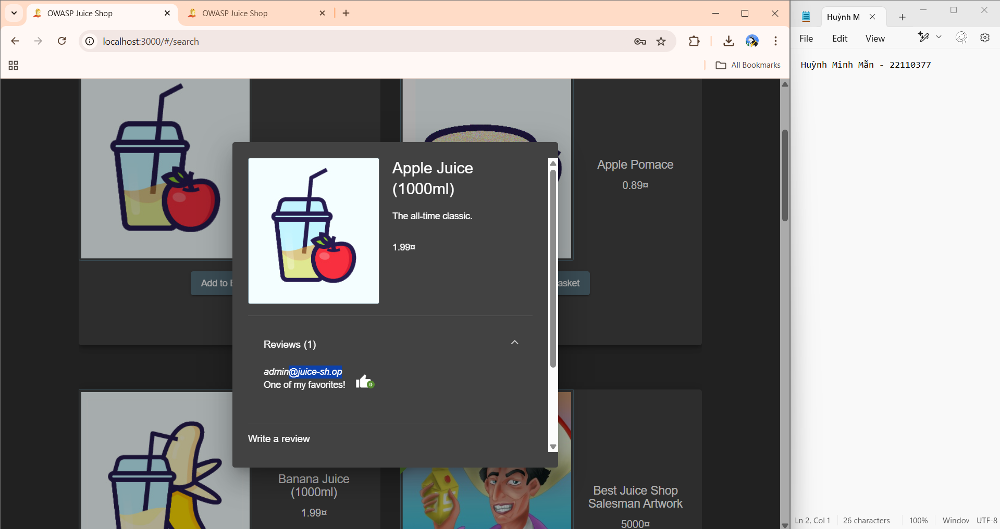 OWASP Juice Shop
OWASP Juice Shop
localhost:3000/#/search
All Bookmarks
Apple Pomace
0.89¤
Add to B
asket
Apple Juice
(1000ml)
The all-time classic.
1.99¤
Reviews (1)
admin@juice-sh.op
One of my favorites!
0
Write a review
Banana Juice
(1000ml)
1.99¤
Best Juice Shop
Salesman Artwork
5000¤
Huỳnh M
File Edit View
Huỳnh Minh Mẫn - 22110377
Ln 2, Col 1 26 characters 100% Window UTF-8